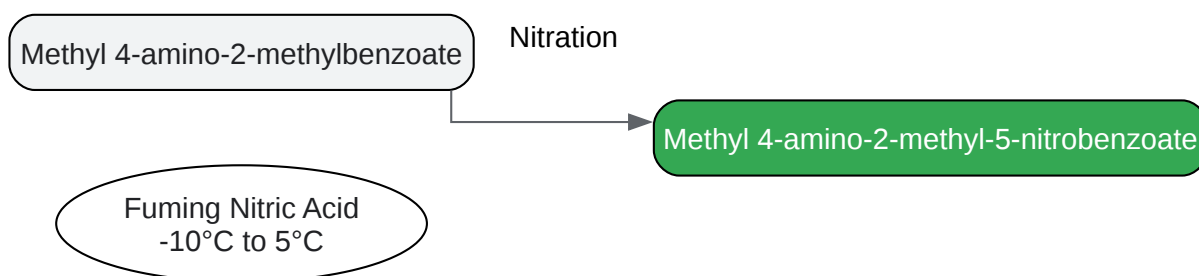 Methyl 4-amino-2-methylbenzoate
Nitration
Methyl 4-amino-2-methyl-5-nitrobenzoate
Fuming Nitric Acid
-10°C to 5°C